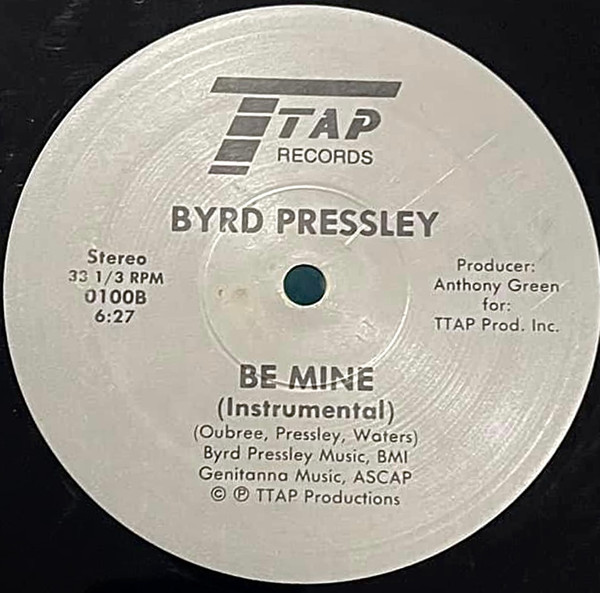 TTAP
RECORDS
BYRD PRESSLEY
Stereo
33 1/3 RPM
0100B
6:27
Producer:
Anthony Green
for:
TTAP Prod. Inc.
BE MINE
(Instrumental)
(Oubree, Pressley, Waters)
Byrd Pressley Music, BMI
Genitanna Music, ASCAP
© ℗ TTAP Productions